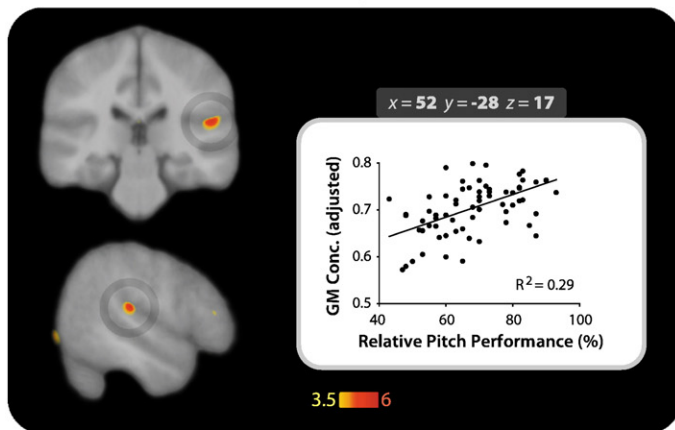 x = 52 y = -28 z = 17
GM Conc. (adjusted)
0.8
0.7
0.6
0.5
R² = 0.29
40 60 80 100
Relative Pitch Performance (%)
3.5 6